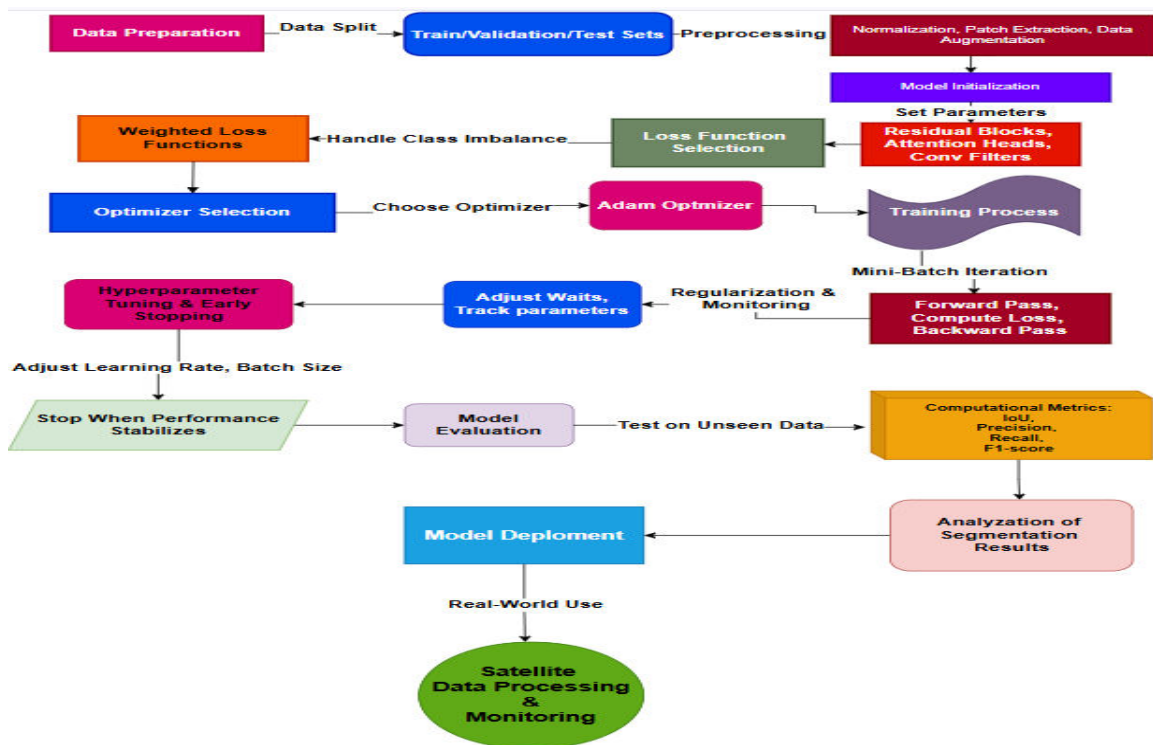 Data Preparation
Data Split
Train/Validation/Test Sets
Preprocessing
Normalization, Patch Extraction, Data
Augmentation
Model Initialization
Set Parameters
Residual Blocks,
Attention Heads,
Conv Filters
Loss Function
Selection
Handle Class Imbalance
Weighted Loss
Functions
Optimizer Selection
Choose Optimizer
Adam Optmizer
Training Process
Mini-Batch Iteration
Forward Pass,
Compute Loss,
Backward Pass
Regularization &
Monitoring
Adjust Waits,
Track parameters
Hyperparameter
Tuning & Early
Stopping
Adjust Learning Rate, Batch Size
Stop When Performance
Stabilizes
Model
Evaluation
Test on Unseen Data
Computational Metrics:
IoU,
Precision,
Recall,
F1-score
Analyzation of
Segmentation
Results
Model Deploment
Real-World Use
Satellite
Data Processing
&
Monitoring